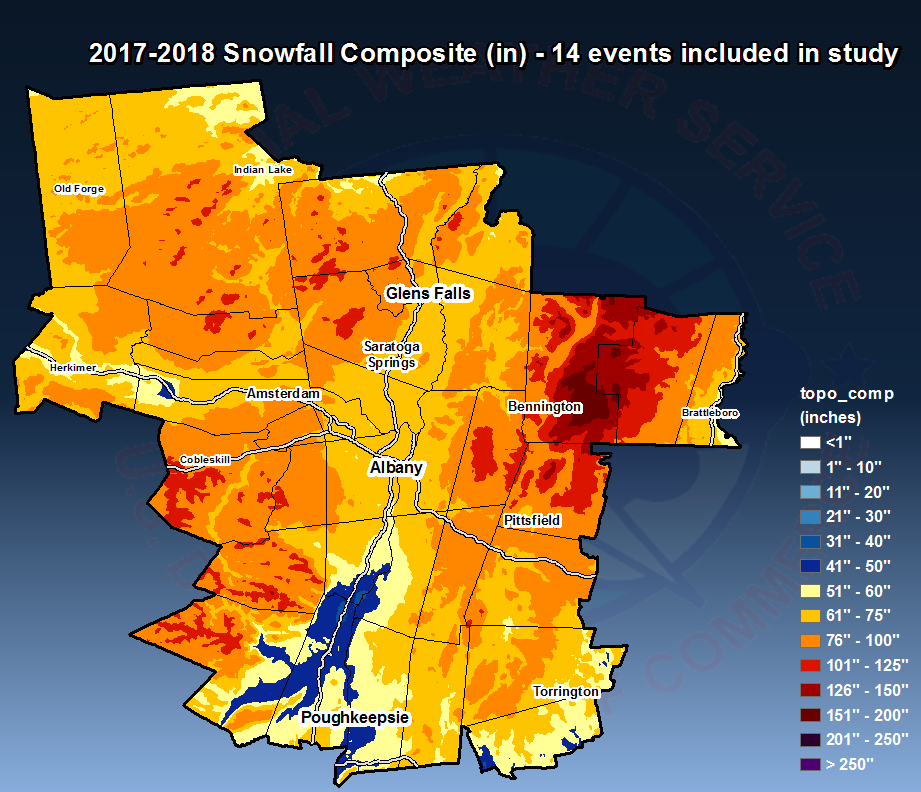 2017-2018 Snowfall Composite (in) - 14 events included in study
Indian Lake
Old Forge
Glens Falls
Saratoga
Springs
Herkimer
Amsterdam
Bennington
Brattleboro
Cobleskill
Albany
Pittsfield
Torrington
Poughkeepsie
topo_comp
(inches)
<1"
1" - 10"
11" - 20"
21" - 30"
31" - 40"
41" - 50"
51" - 60"
61" - 75"
76" - 100"
101" - 125"
126" - 150"
151" - 200"
201" - 250"
> 250"